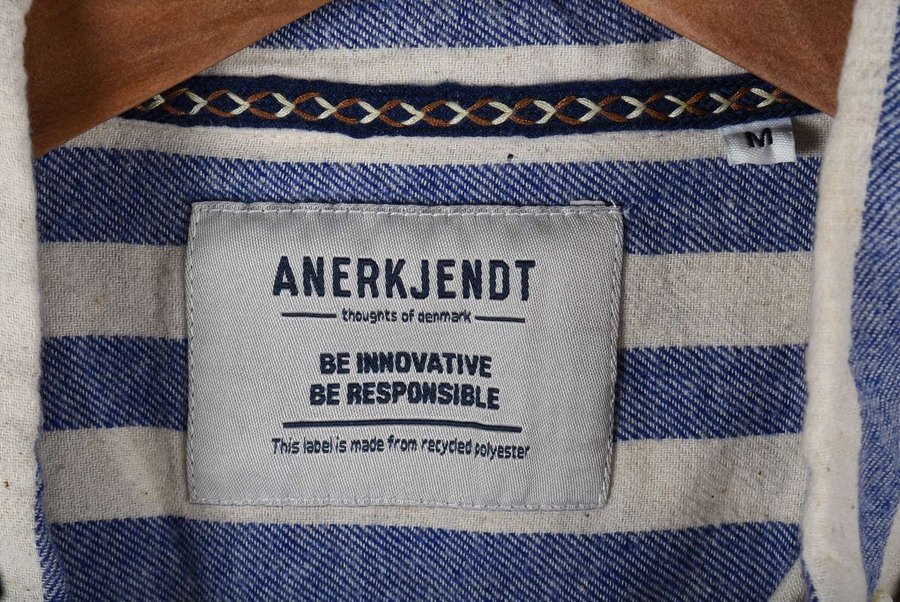 M
ANERKJENDT
thoughts of denmark
BE INNOVATIVE
BE RESPONSIBLE
This label is made from recycled polyester